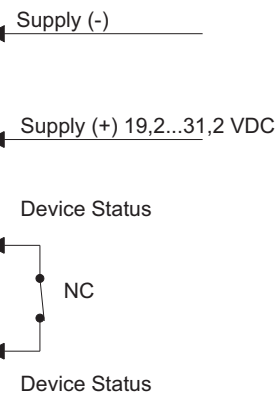 Supply (-)
Supply (+) 19,2...31,2 VDC
Device Status
NC
Device Status